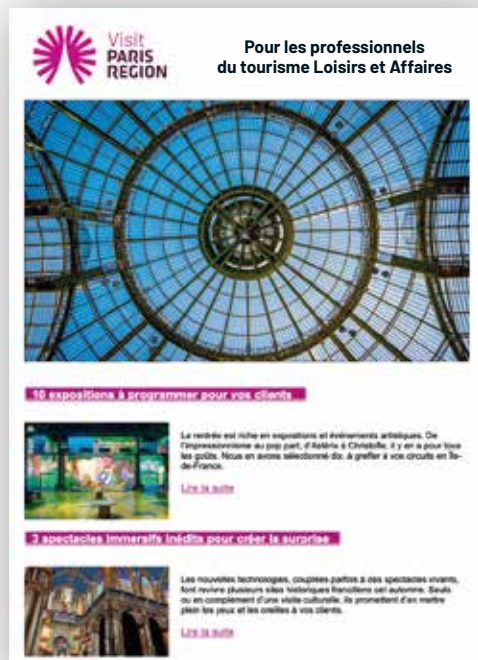 Visit
PARIS
REGION
Pour les professionnels
du tourisme Loisirs et Affaires
10 expositions à programmer pour vos clients
La rentrée est riche en expositions et événements artistiques. De
l'impressionnisme au pop part, d'Astérix à Christofle, il y en a pour tous
les goûts. Nous en avons sélectionné dix, à greffer à vos circuits en Île-
de-France.
Lire la suite
3 spectacles immersifs inédits pour créer la surprise
Les nouvelles technologies, couplées parfois à des spectacles vivants,
font revivre plusieurs sites historiques franciliens cet automne. Seuls
ou en complément d'une visite culturelle, ils promettent d'en mettre
plein les yeux et les oreilles à vos clients.
Lire la suite